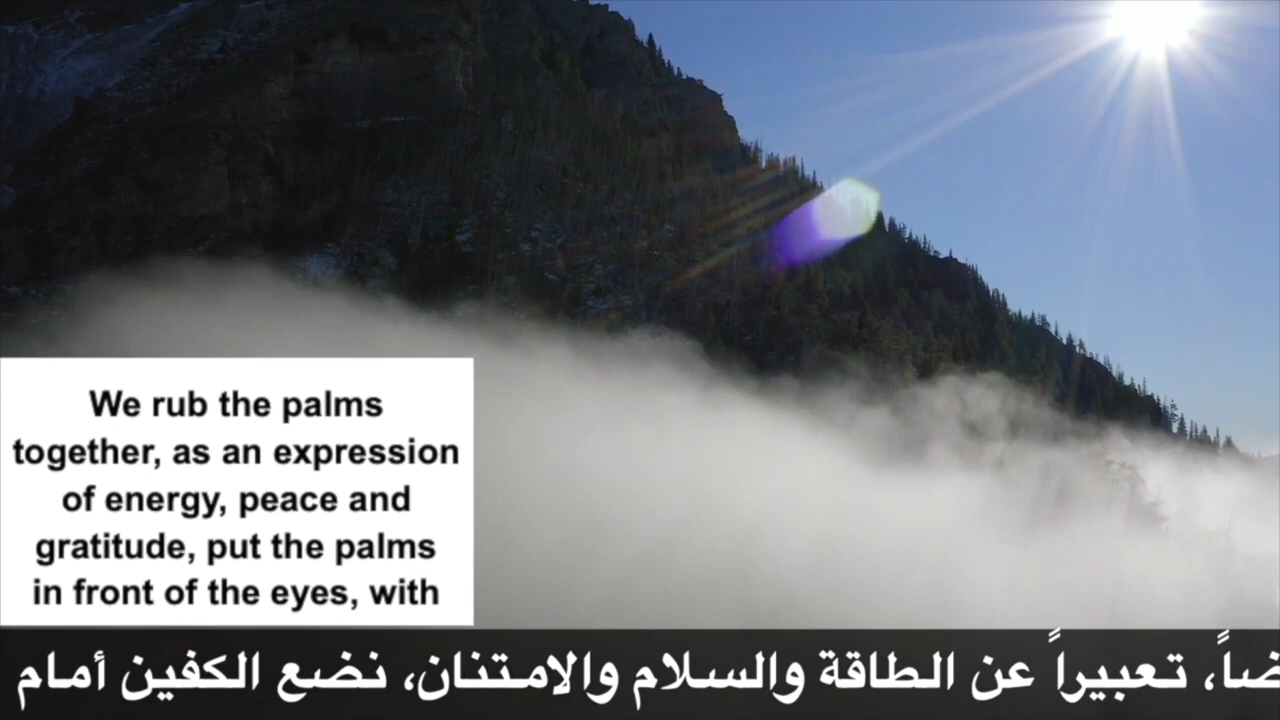 We rub the palms
together, as an expression
of energy, peace and
gratitude, put the palms
in front of the eyes, with
تعبيراً عن الطاقة والسلام والامتنان، نضع الكفين أمام